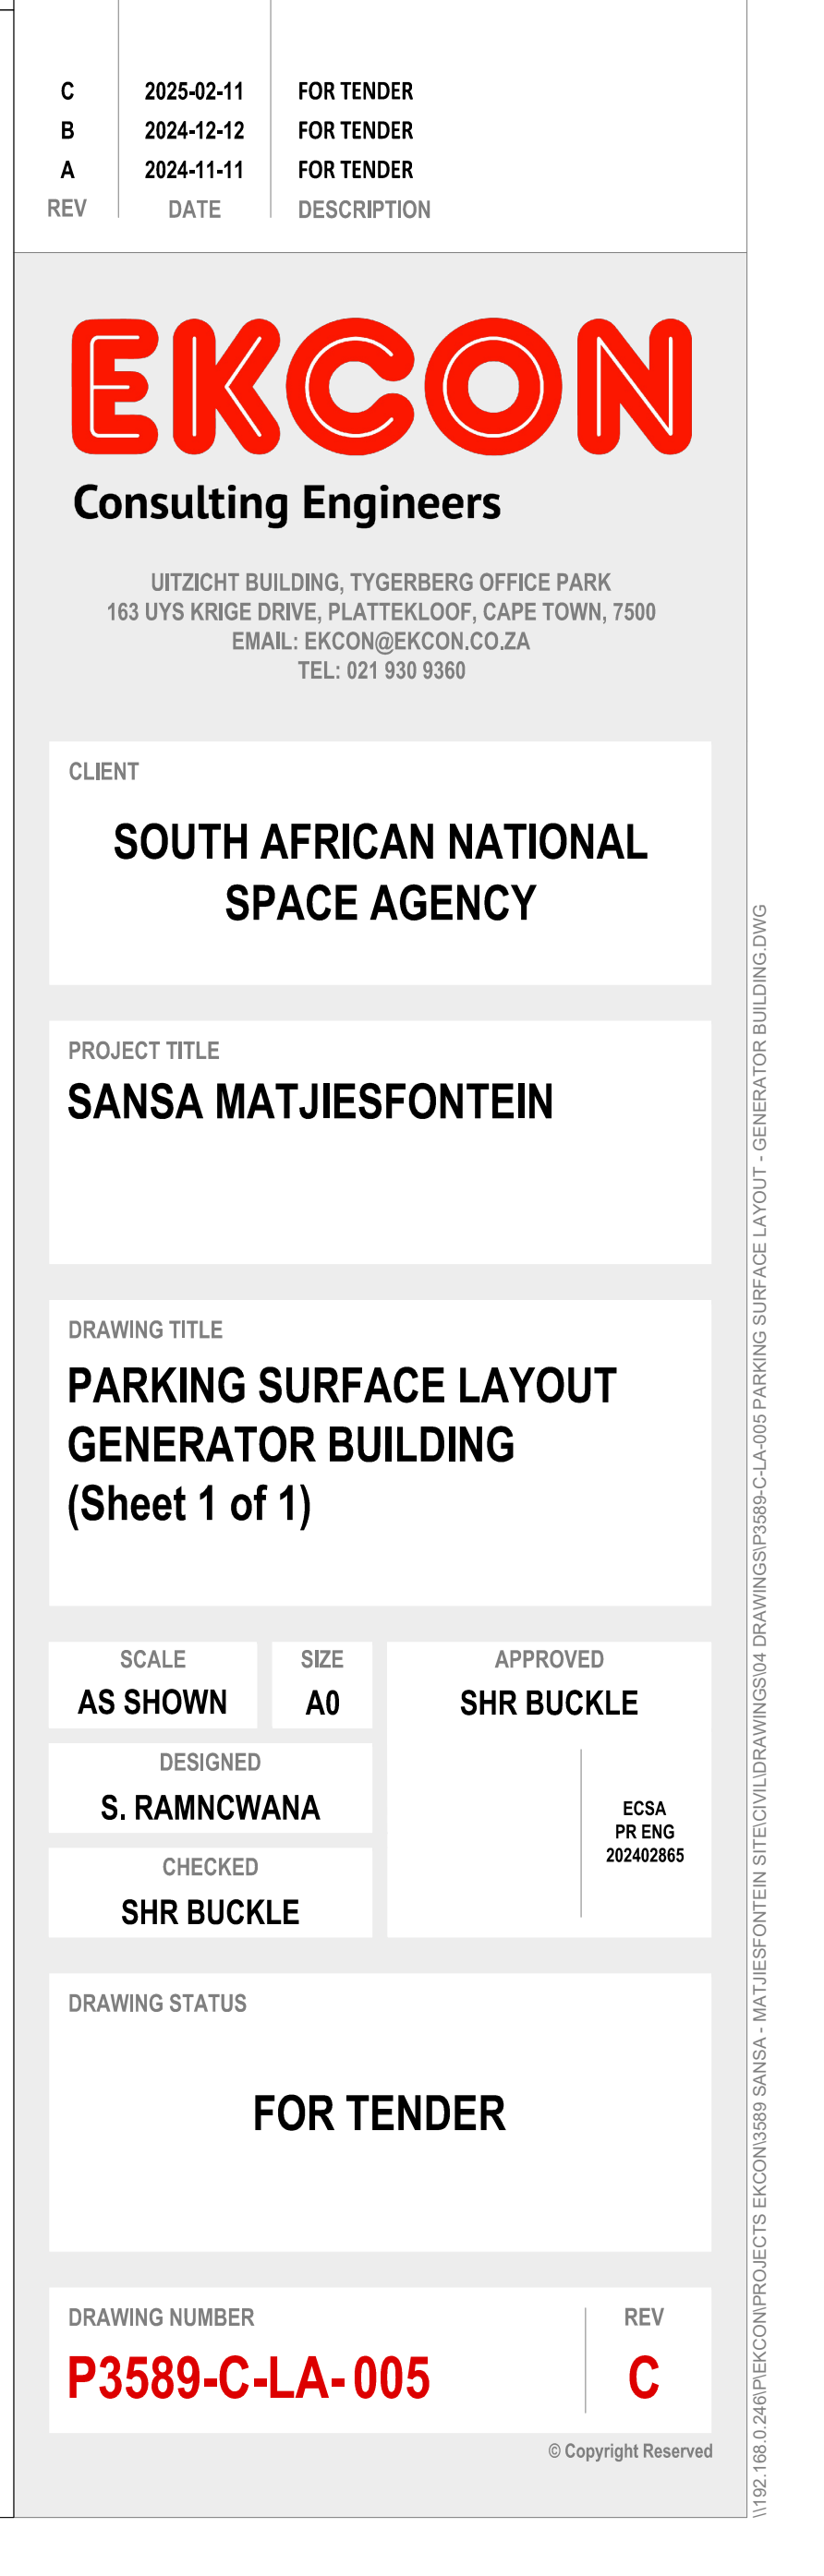 C 2025-02-11 FOR TENDER
B 2024-12-12 FOR TENDER
A 2024-11-11 FOR TENDER
REV DATE DESCRIPTION
EKCON
Consulting Engineers
UITZICHT BUILDING, TYGERBERG OFFICE PARK
163 UYS KRIGE DRIVE, PLATTEKLOOF, CAPE TOWN, 7500
EMAIL: EKCON@EKCON.CO.ZA
TEL: 021 930 9360
CLIENT
SOUTH AFRICAN NATIONAL
SPACE AGENCY
PROJECT TITLE
SANSA MATJIESFONTEIN
DRAWING TITLE
PARKING SURFACE LAYOUT
GENERATOR BUILDING
(Sheet 1 of 1)
SCALE SIZE APPROVED
AS SHOWN A0 SHR BUCKLE
DESIGNED
S. RAMNCWANA
ECSA
PR ENG
202402865
CHECKED
SHR BUCKLE
DRAWING STATUS
FOR TENDER
DRAWING NUMBER REV
P3589-C-LA-005 C
© Copyright Reserved
\\192.168.0.246\P\EKCON\PROJECTS EKCON\3589 SANSA - MATJIESFONTEIN SITE\CIVIL\DRAWINGS\04 DRAWINGS\P3589-C-LA-005 PARKING SURFACE LAYOUT - GENERATOR BUILDING.DWG